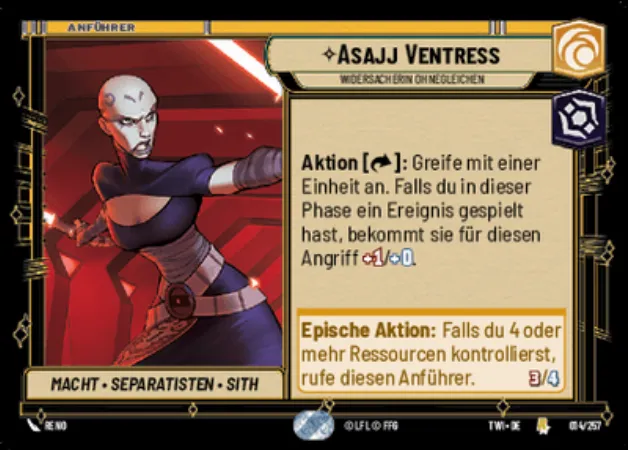 ANFÜHRER
ASAJJ VENTRESS
WIDERSACHERIN OHNEGLEICHEN
Aktion [ ]: Greife mit einer
Einheit an. Falls du in dieser
Phase ein Ereignis gespielt
hast, bekommt sie für diesen
Angriff +1/+0.
Epische Aktion: Falls du 4 oder
mehr Ressourcen kontrollierst,
rufe diesen Anführer. 3/4
MACHT • SEPARATISTEN • SITH
RENIO
© LFL © FFG
TWI • DE
014/257